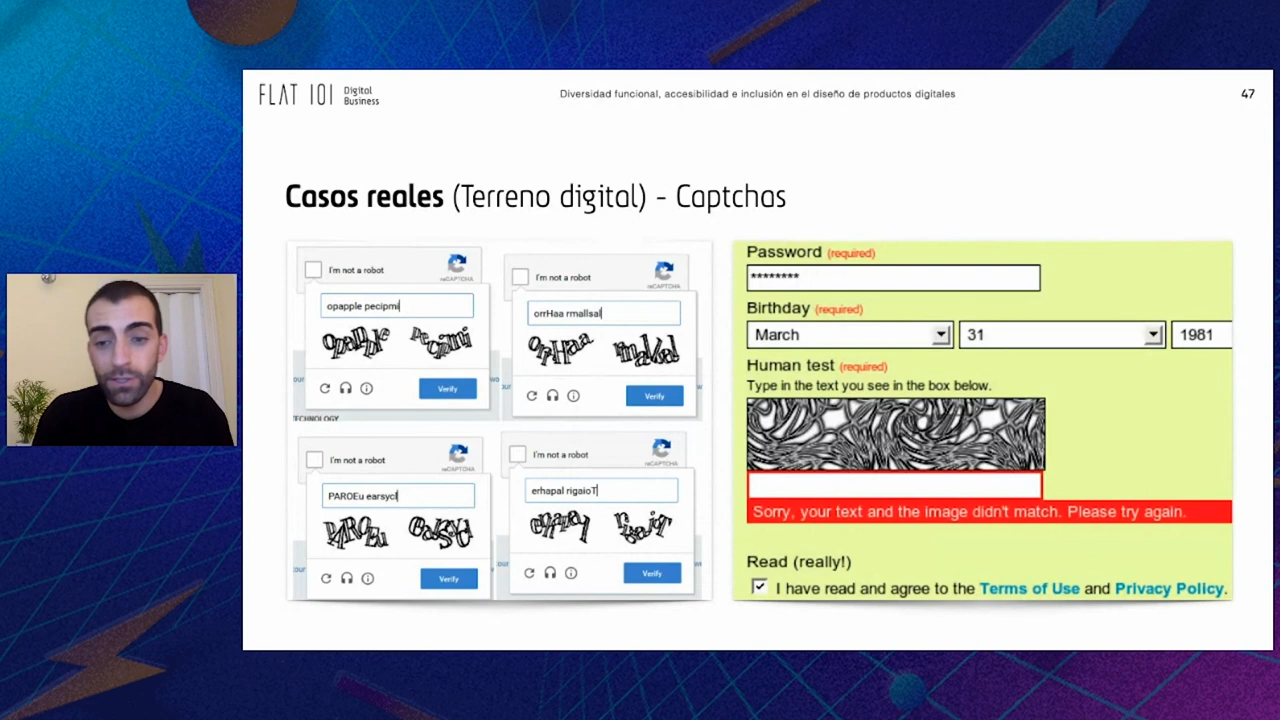 FLAT 101
Digital
Business
Diversidad funcional, accesibilidad e inclusión en el diseño de productos digitales
47
Casos reales (Terreno digital) - Captchas
I'm not a robot
reCAPTCHA
opapple pecipmi
Verify
TECHNOLOGY
I'm not a robot
reCAPTCHA
orrHaa rmallsal
Verify
I'm not a robot
reCAPTCHA
PAROEu earsycl
Verify
I'm not a robot
reCAPTCHA
erhapal rigaioT
Verify
Password (required)
********
Birthday (required)
March 31 1981
Human test (required)
Type in the text you see in the box below.
Sorry, your text and the image didn't match. Please try again.
Read (really!)
I have read and agree to the Terms of Use and Privacy Policy.